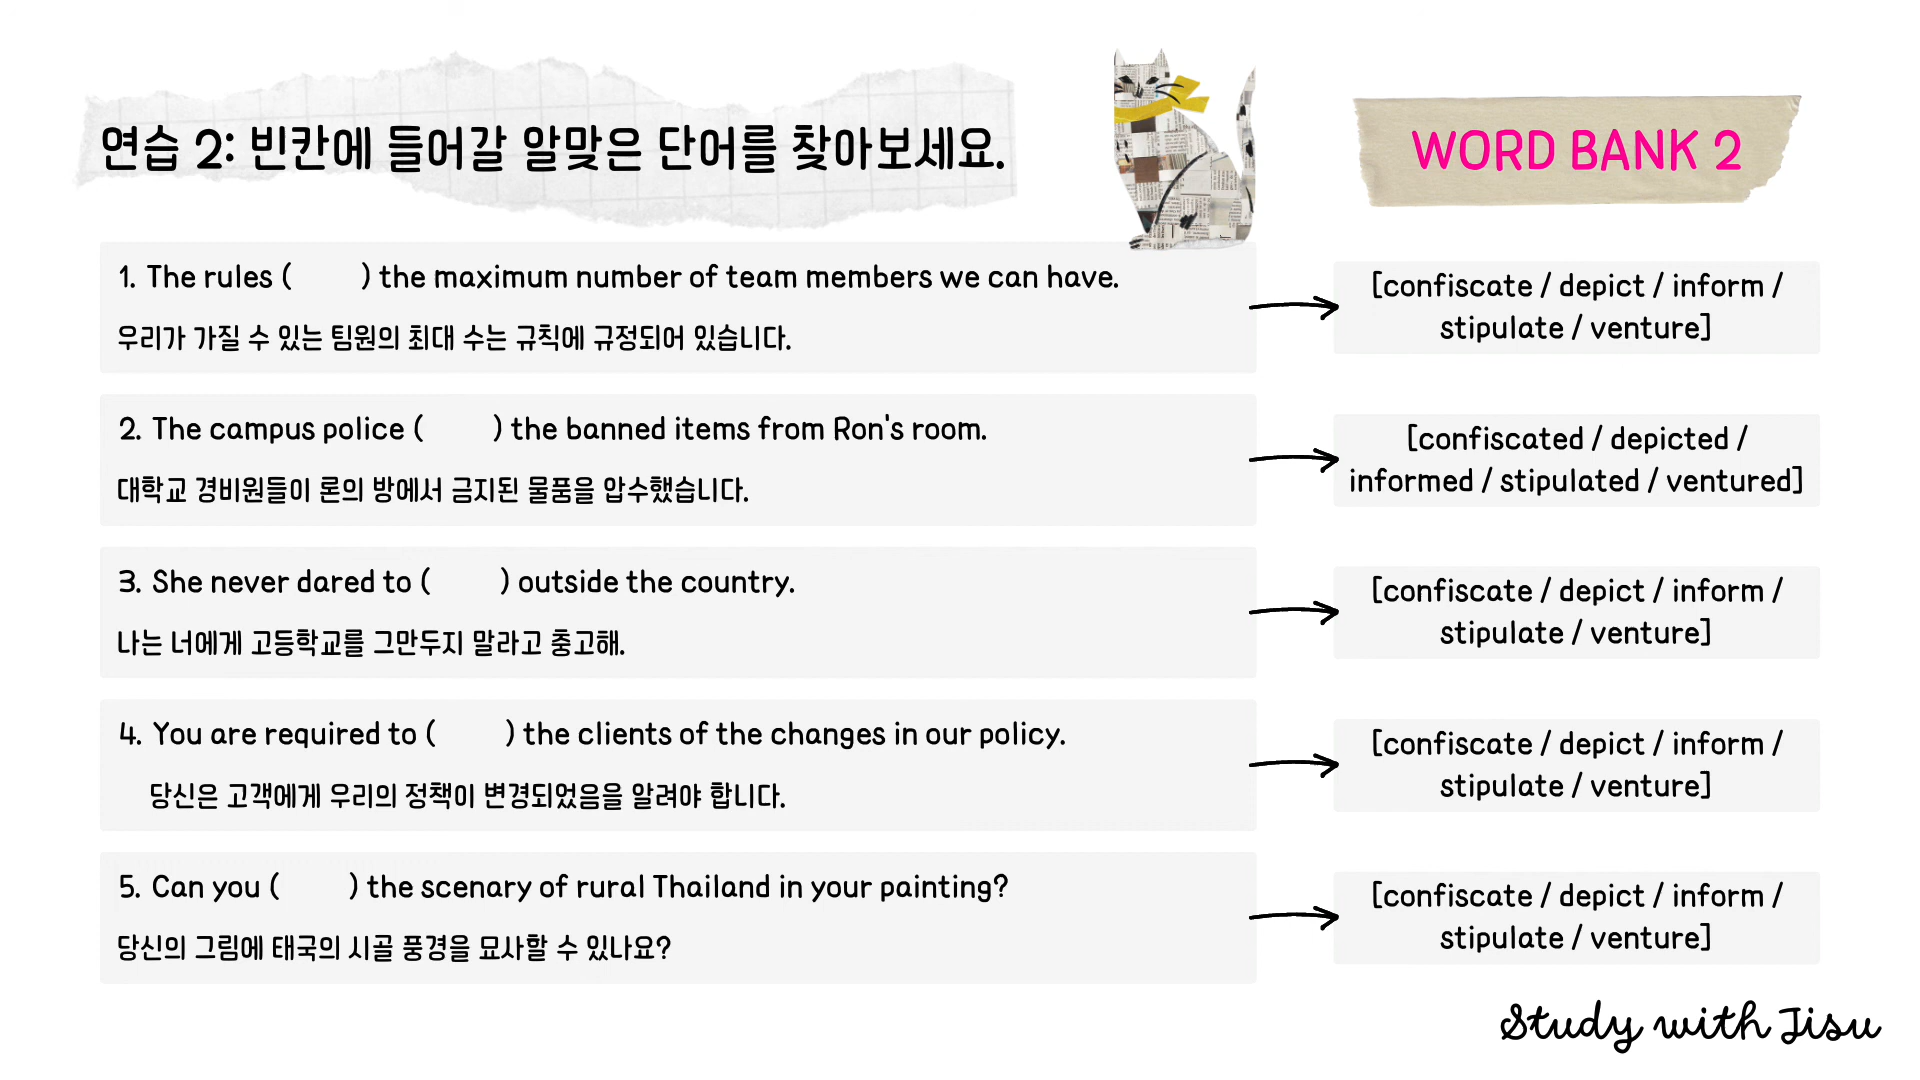 연습 2: 빈칸에 들어갈 알맞은 단어를 찾아보세요.
WORD BANK 2
1. The rules (        ) the maximum number of team members we can have.
우리가 가질 수 있는 팀원의 최대 수는 규칙에 규정되어 있습니다.
[confiscate / depict / inform /
stipulate / venture]
2. The campus police (        ) the banned items from Ron's room.
대학교 경비원들이 론의 방에서 금지된 물품을 압수했습니다.
[confiscated / depicted /
informed / stipulated / ventured]
3. She never dared to (        ) outside the country.
나는 너에게 고등학교를 그만두지 말라고 충고해.
[confiscate / depict / inform /
stipulate / venture]
4. You are required to (        ) the clients of the changes in our policy.
당신은 고객에게 우리의 정책이 변경되었음을 알려야 합니다.
[confiscate / depict / inform /
stipulate / venture]
5. Can you (        ) the scenary of rural Thailand in your painting?
당신의 그림에 태국의 시골 풍경을 묘사할 수 있나요?
[confiscate / depict / inform /
stipulate / venture]
Study with Jisu